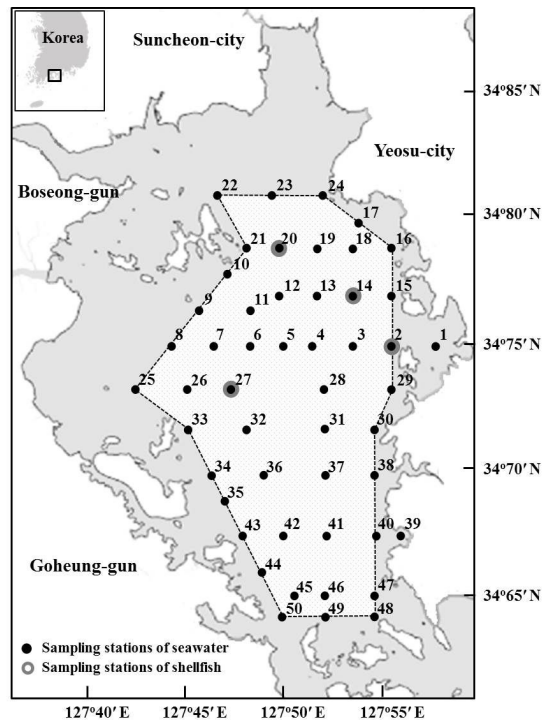 Korea
Suncheon-city
34°85′N
Yeosu-city
Boseong-gun
22 23 24
34°80′N
17
21 20 19 18 16
10
12 13 14 15
9 11
8 7 6 5 4 3 2 1
34°75′N
25 26 27 28 29
33 32 31 30
34 36 37 38
34°70′N
35
43 42 41 40 39
Goheung-gun
44
45 46 47
34°65′N
50 49 48
Sampling stations of seawater
Sampling stations of shellfish
127°40′E 127°45′E 127°50′E 127°55′E